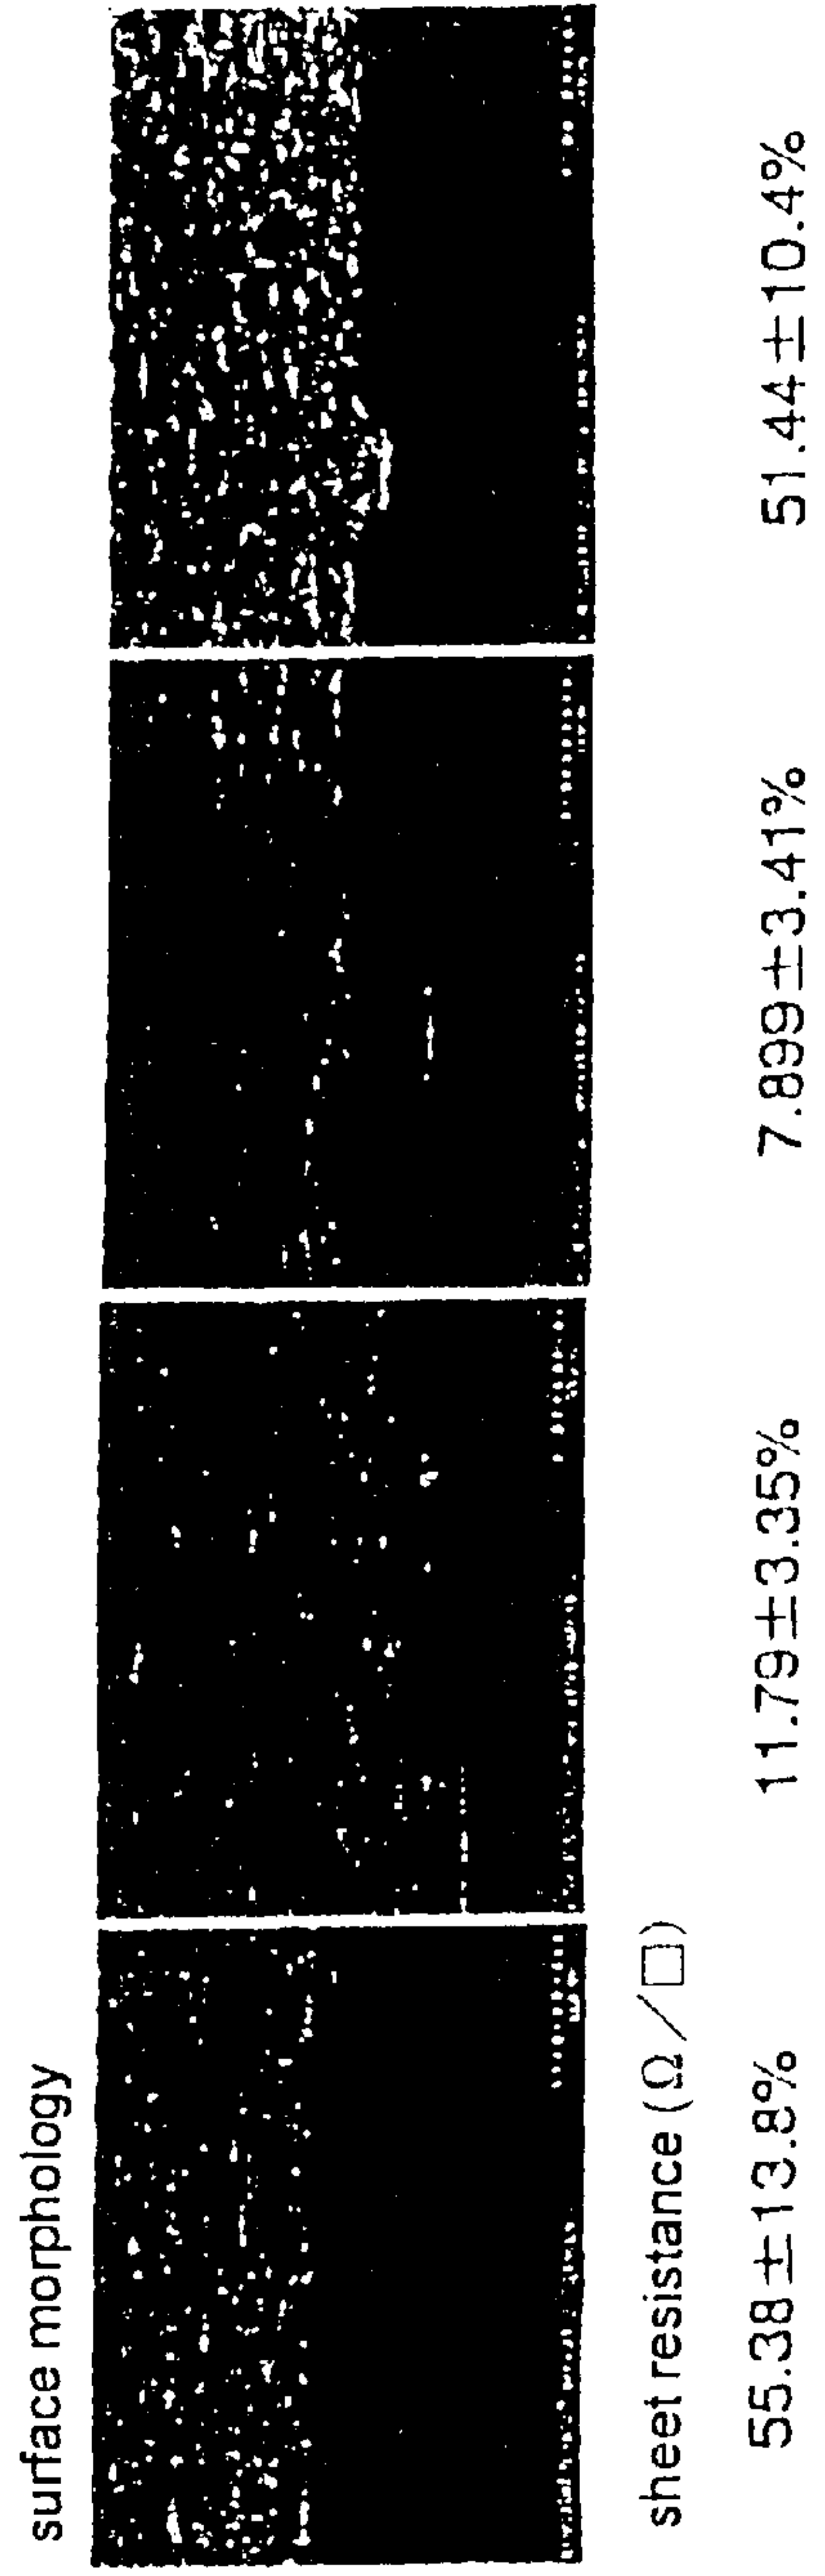 surface morphology
sheet resistance (Ω/□)
55.38±13.8%
11.79±3.35%
7.899±3.41%
51.44±10.4%